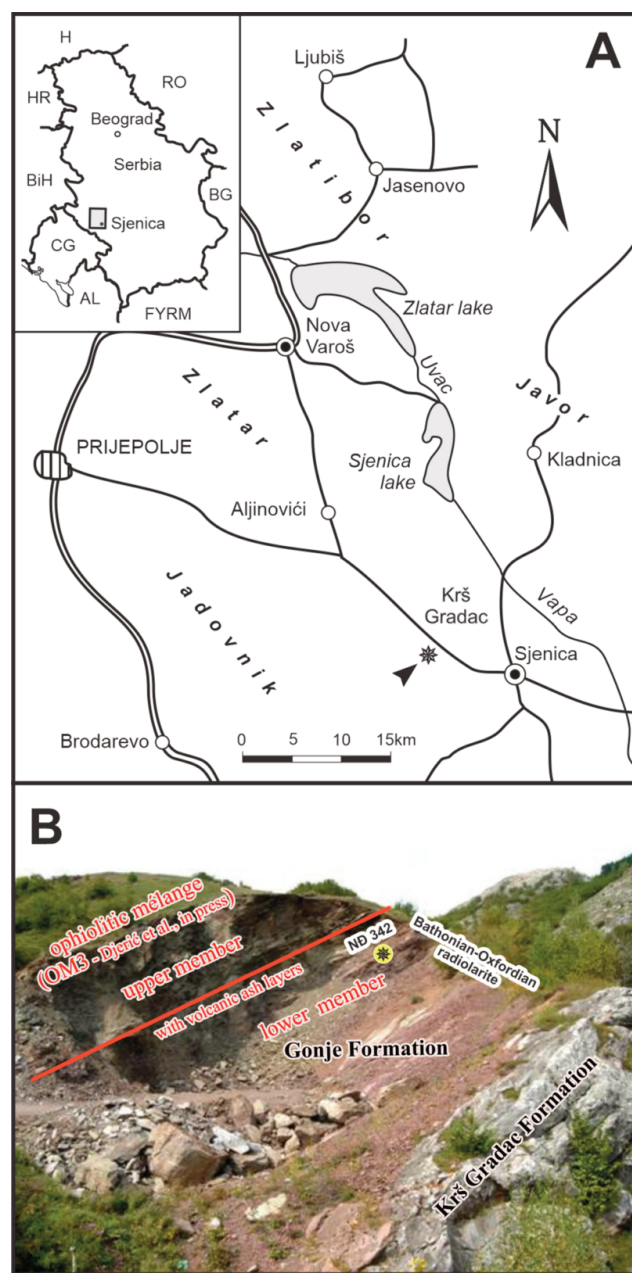 A
H
RO
HR
Beograd
Serbia
BiH
BG
Sjenica
CG
AL
FYRM
Ljubiš
Jasenovo
Zlatibor
N
Zlatar lake
Nova
Varoš
Uvac
Zlatar
Javor
PRIJEPOLJE
Kladnica
Sjenica
lake
Aljinovići
Jadovnik
Krš
Gradac
Vapa
Sjenica
Brodarevo
0 5 10 15km
B
ophiolitic mélange
(OM3 - Djerić et al., in press)
upper member
with volcanic ash layers
lower member
NĐ 342
Bathonian-Oxfordian
radiolarite
Gonje Formation
Krš Gradac Formation